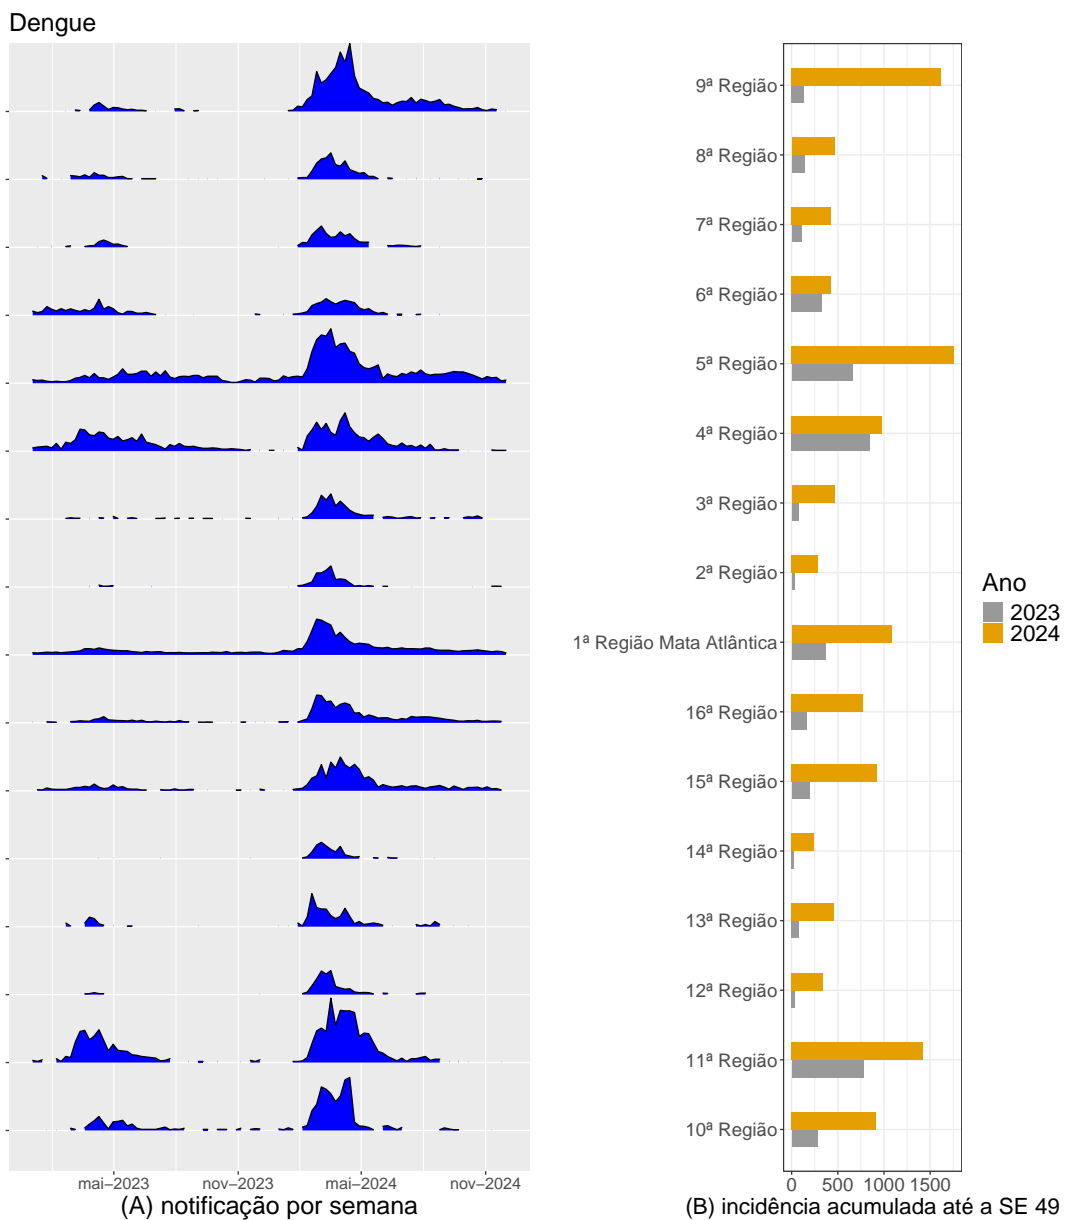 Dengue
9ª Região
8ª Região
7ª Região
6ª Região
5ª Região
4ª Região
3ª Região
2ª Região
1ª Região Mata Atlântica
16ª Região
15ª Região
14ª Região
13ª Região
12ª Região
11ª Região
10ª Região
mai–2023 nov–2023 mai–2024 nov–2024
(A) notificação por semana
0 500 1000 1500
(B) incidência acumulada até a SE 49
Ano
2023
2024